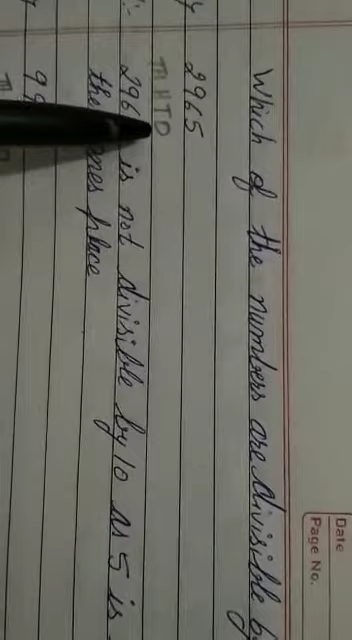 Date
Page No.
Which of the numbers are divisible b
2965
Th H T O
296 is not divisible by 10 as 5 is
the place